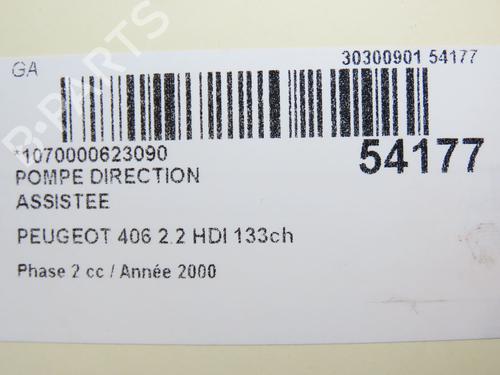 GA
30300901 54177
*1070000623090
54177
POMPE DIRECTION
ASSISTEE
PEUGEOT 406 2.2 HDI 133ch
Phase 2 cc / Année 2000
B-PARTS